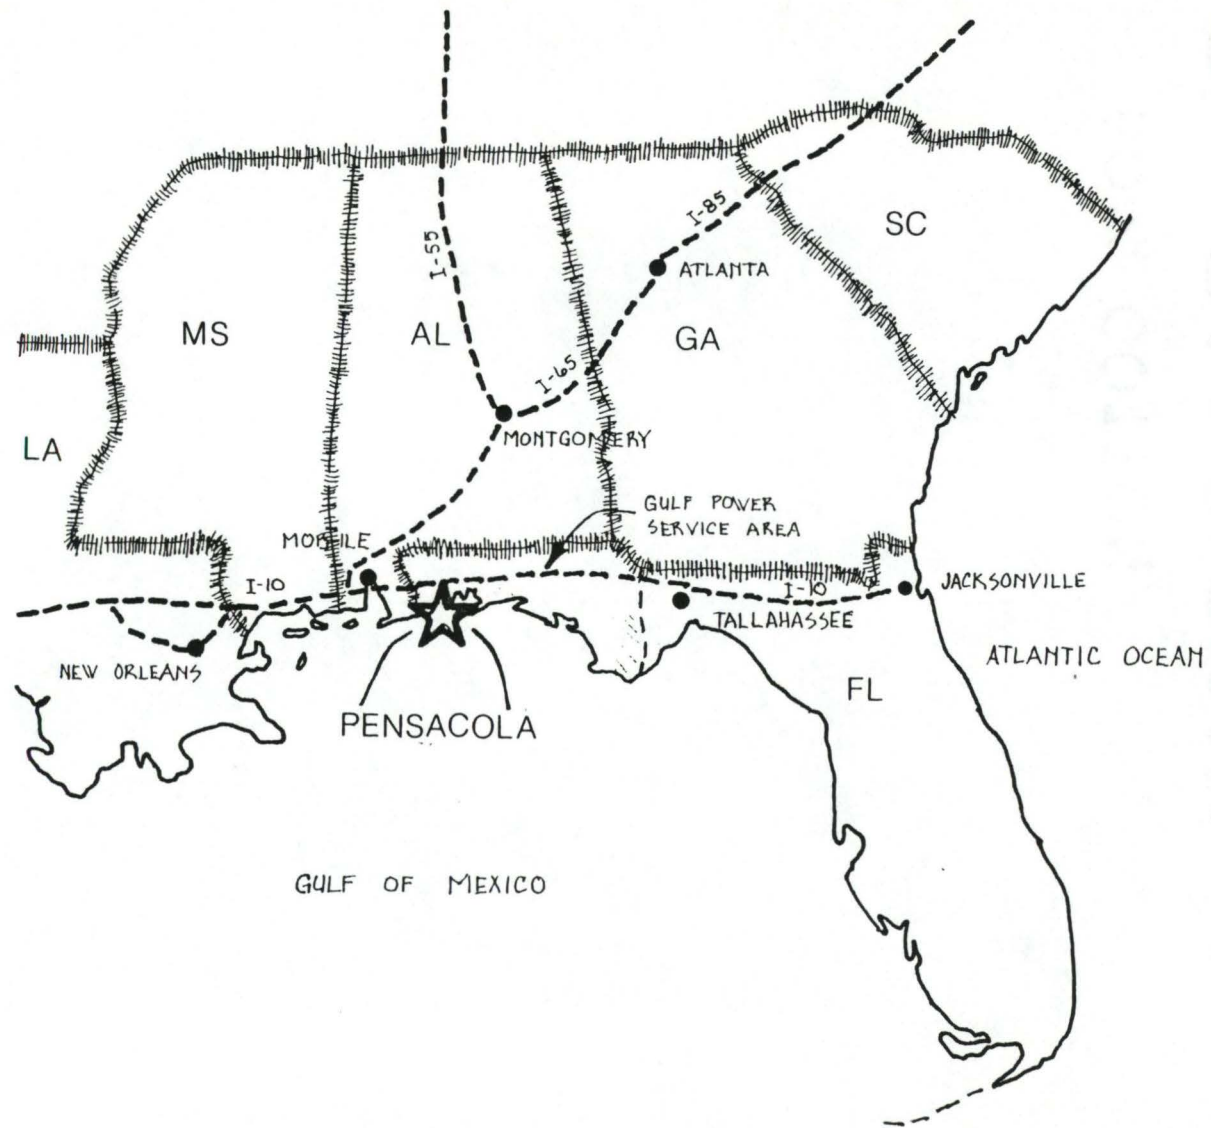 I-85
SC
ATLANTA
I-55
MS
AL
GA
I-65
MONTGOMERY
LA
GULF POWER
SERVICE AREA
MOBILE
I-10
I-10
JACKSONVILLE
TALLAHASSEE
NEW ORLEANS
ATLANTIC OCEAN
FL
PENSACOLA
GULF OF MEXICO